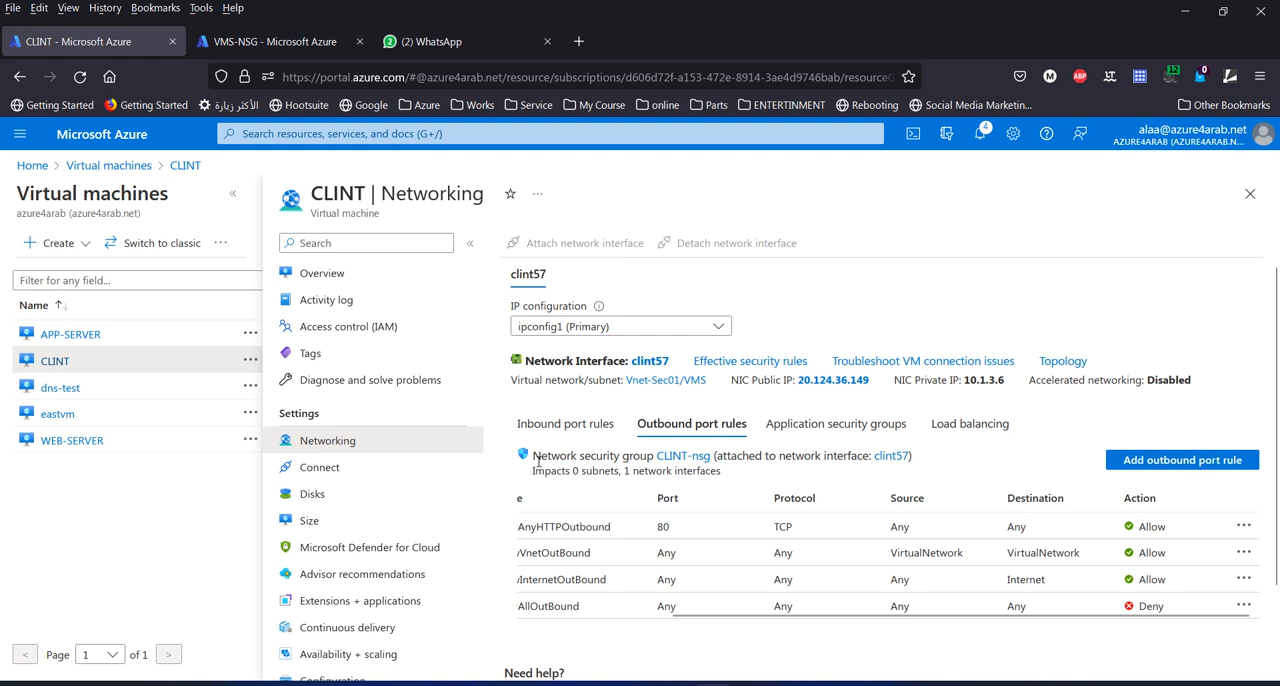 File Edit View History Bookmarks Tools Help
CLINT - Microsoft Azure
VMS-NSG - Microsoft Azure
(2) WhatsApp
https://portal.azure.com/#@azure4arab.net/resource/subscriptions/d606d72f-a153-472e-8914-3ae4d9746bab/resourceG
Getting Started Getting Started الأكثر زيارة Hootsuite Google Azure Works Service My Course online Parts ENTERTINMENT Rebooting Social Media Marketin... Other Bookmarks
Microsoft Azure
Search resources, services, and docs (G+/)
4
alaa@azure4arab.net
AZURE4ARAB (AZURE4ARAB.N...
Home > Virtual machines > CLINT
Virtual machines
azure4arab (azure4arab.net)
Create Switch to classic
Filter for any field...
Name
APP-SERVER
CLINT
dns-test
eastvm
WEB-SERVER
< Page 1 of 1 >
CLINT | Networking
Virtual machine
Search
Overview
Activity log
Access control (IAM)
Tags
Diagnose and solve problems
Settings
Networking
Connect
Disks
Size
Microsoft Defender for Cloud
Advisor recommendations
Extensions + applications
Continuous delivery
Availability + scaling
Configuration
Attach network interface Detach network interface
clint57
IP configuration
ipconfig1 (Primary)
Network Interface: clint57 Effective security rules Troubleshoot VM connection issues Topology
Virtual network/subnet: Vnet-Sec01/VMS NIC Public IP: 20.124.36.149 NIC Private IP: 10.1.3.6 Accelerated networking: Disabled
Inbound port rules Outbound port rules Application security groups Load balancing
Network security group CLINT-nsg (attached to network interface: clint57)
Impacts 0 subnets, 1 network interfaces
Add outbound port rule
e Port Protocol Source Destination Action
AnyHTTPOutbound 80 TCP Any Any Allow
VnetOutBound Any Any VirtualNetwork VirtualNetwork Allow
InternetOutBound Any Any Any Internet Allow
AllOutBound Any Any Any Any Deny
Need help?